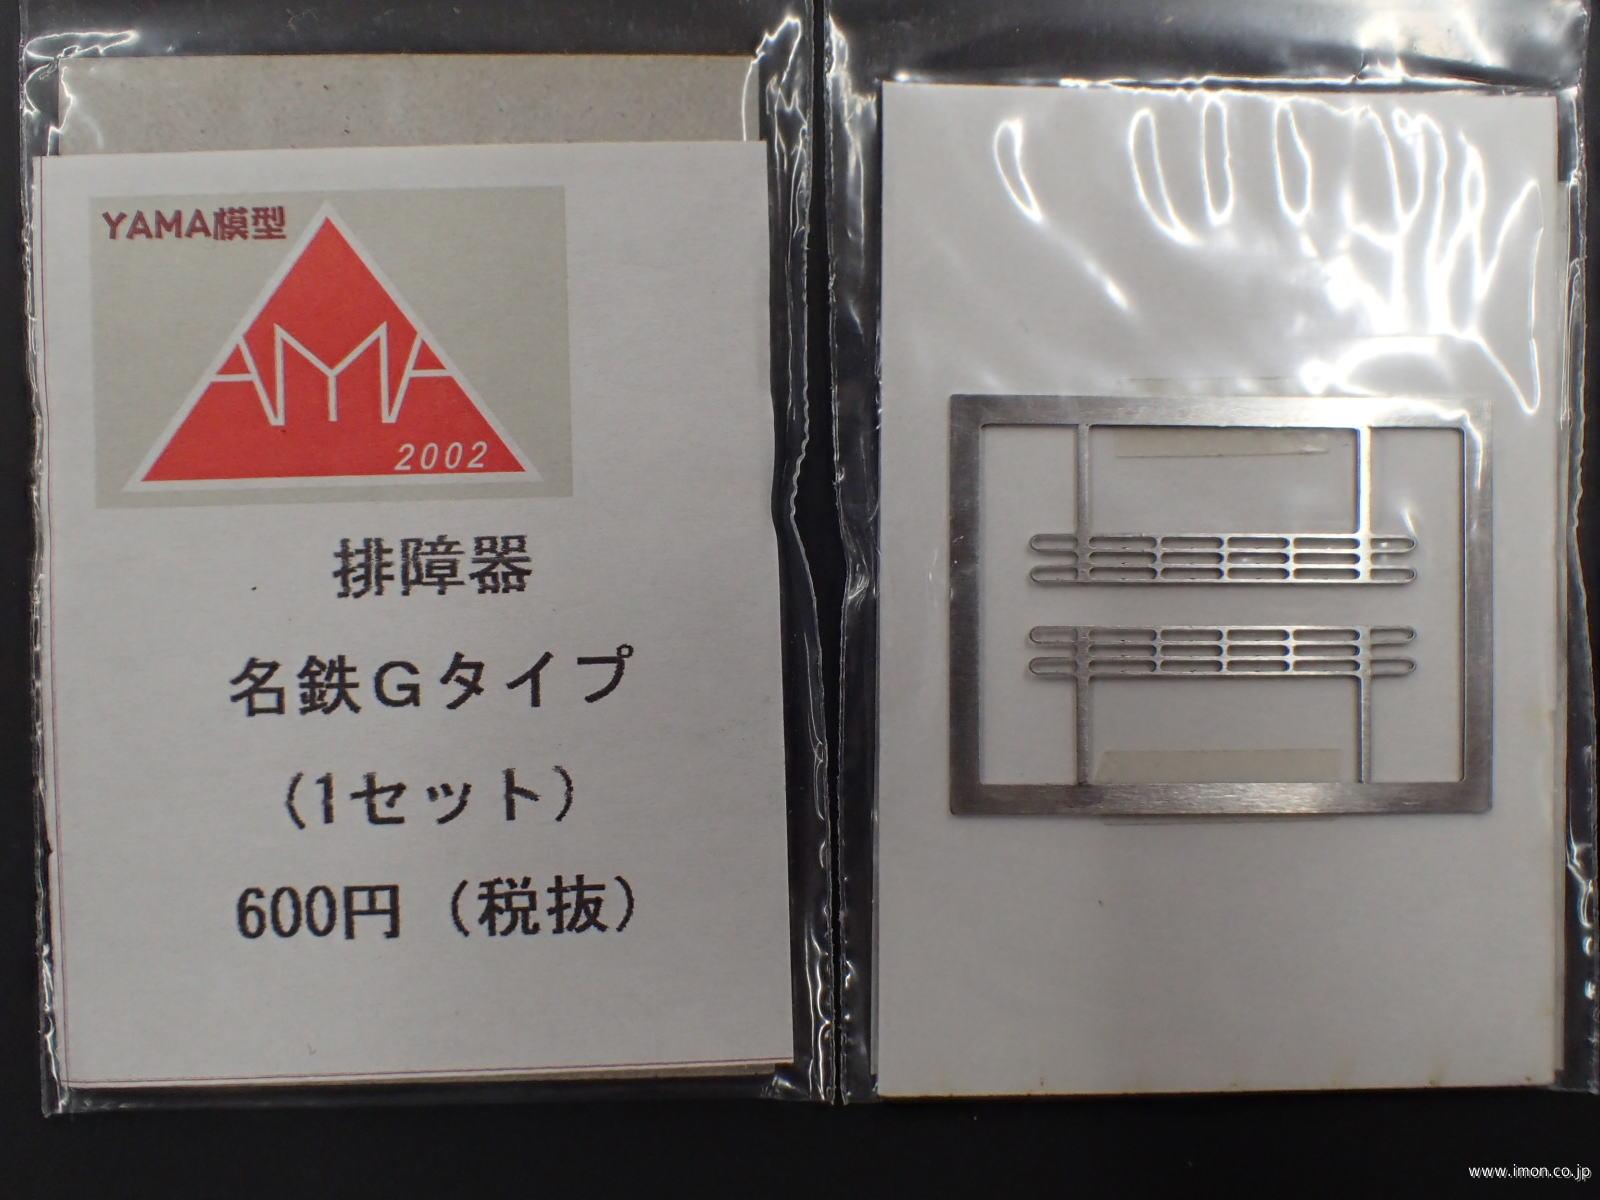 YAMA模型
AMYMA
2002
排障器
名鉄Gタイプ
(1セット)
600円（税抜）
www.imon.co.jp